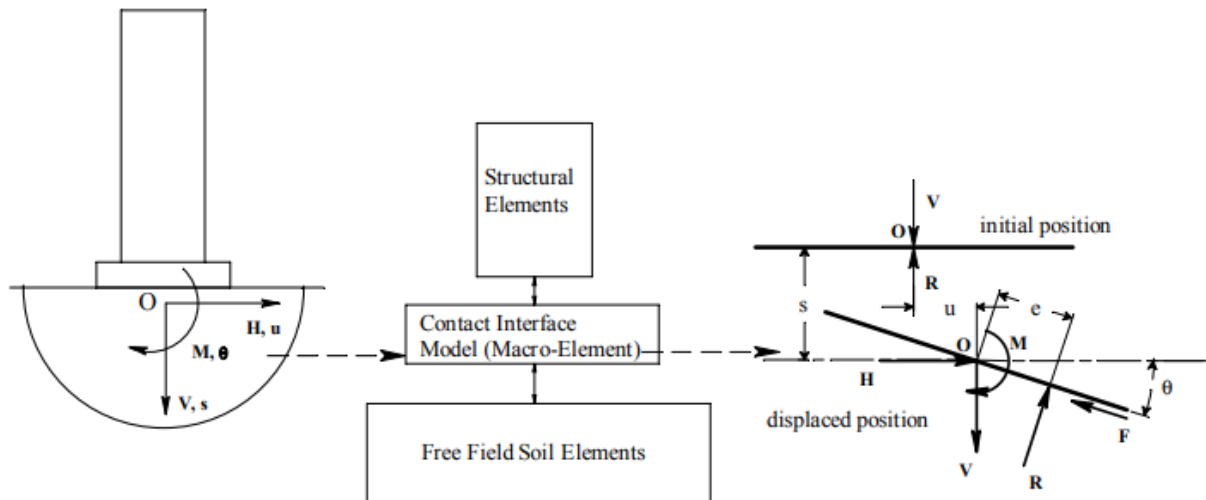 O
H, u
M, θ
V, s
Structural
Elements
Contact Interface
Model (Macro-Element)
Free Field Soil Elements
V
O
initial position
R
s
u
e
O
M
H
θ
displaced position
F
V
R